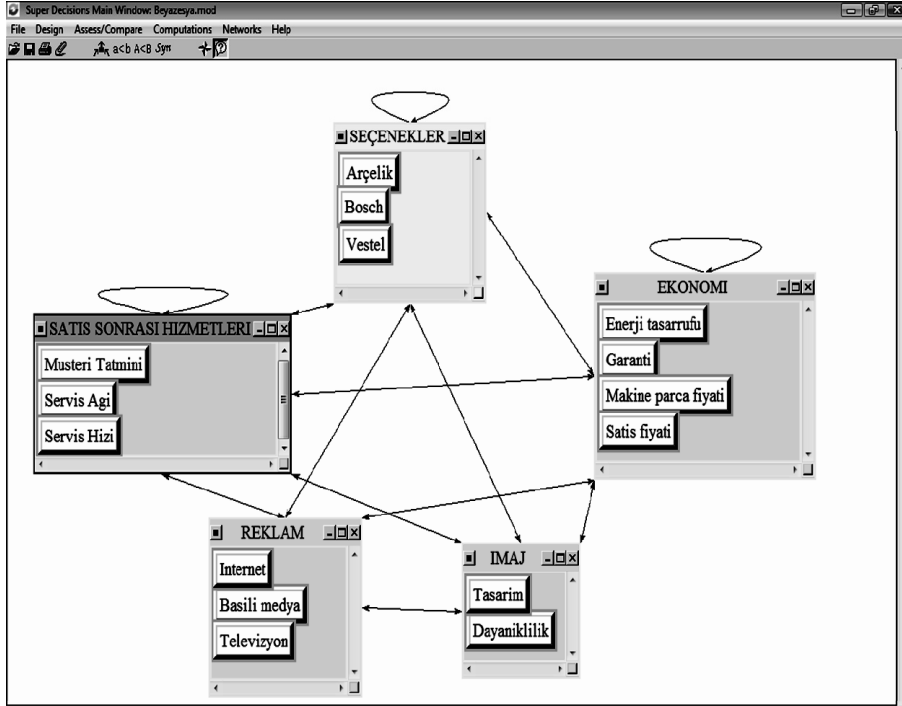 Super Decisions Main Window: Beyazesya.mod
File Design Assess/Compare Computations Networks Help
a<b A<B Syn
SEÇENEKLER
Arçelik
Bosch
Vestel
EKONOMI
Enerji tasarrufu
Garanti
Makine parca fiyati
Satis fiyati
SATIS SONRASI HIZMETLERI
Musteri Tatmini
Servis Agi
Servis Hizi
REKLAM
Internet
Basili medya
Televizyon
IMAJ
Tasarim
Dayaniklilik